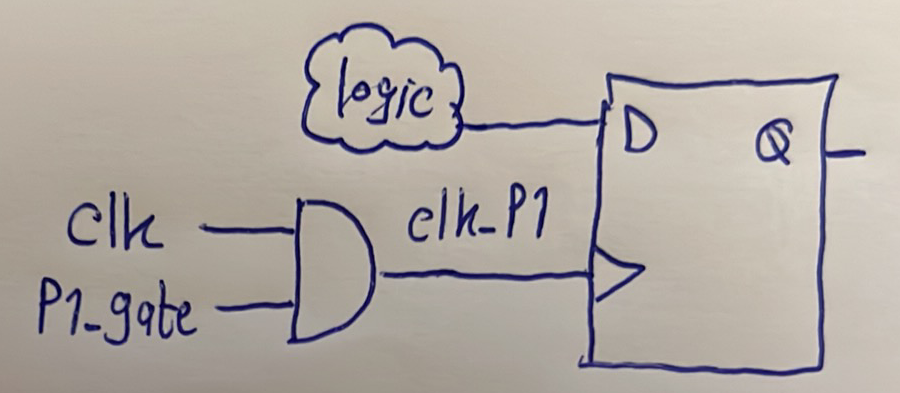 logic
D
Q
clk
clk_P1
P1_gate